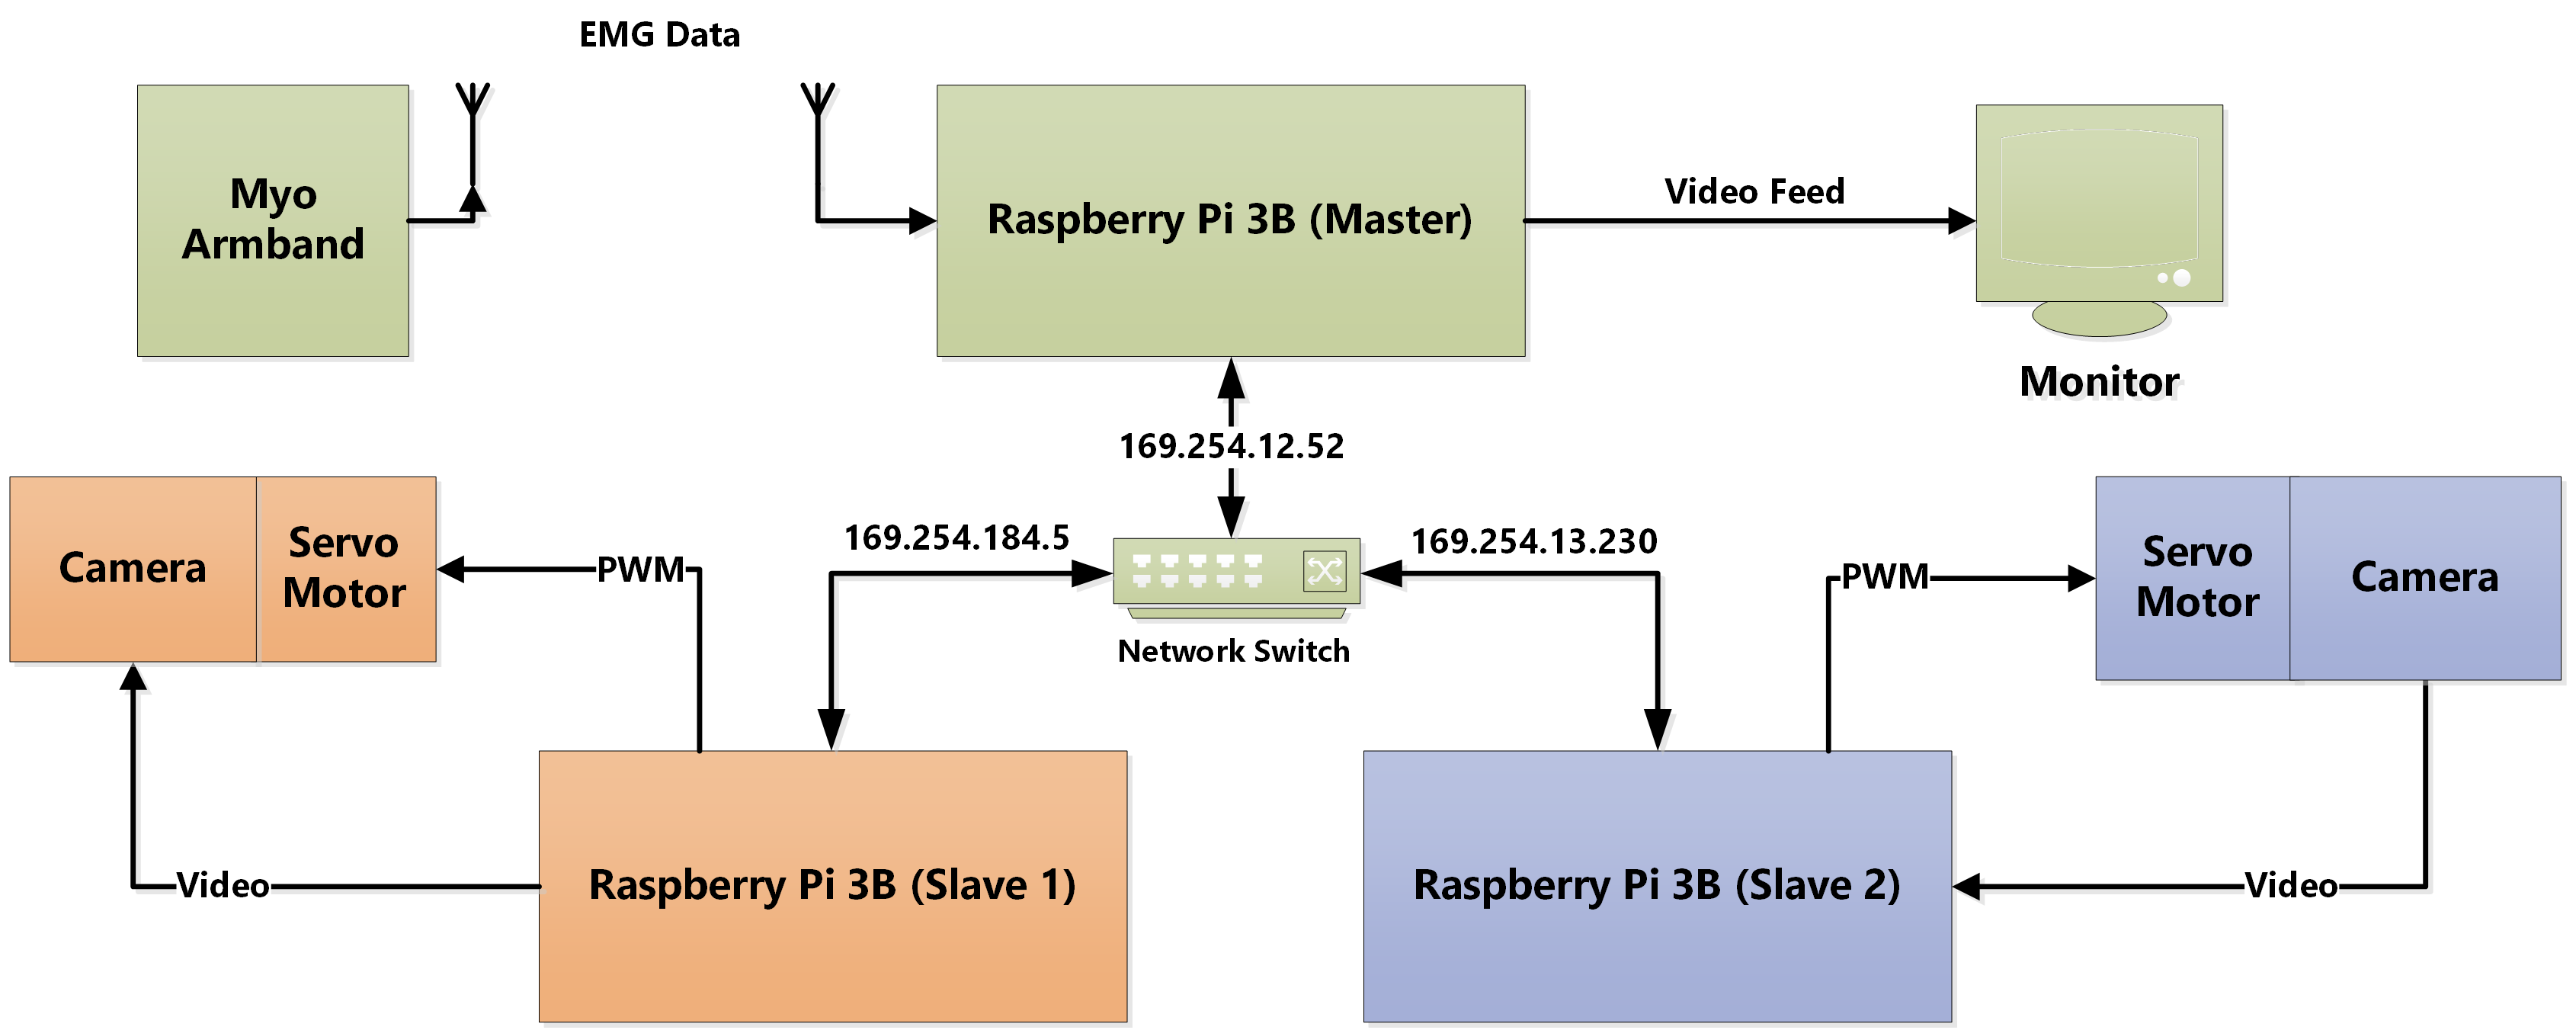 EMG Data
Myo
Armband
Raspberry Pi 3B (Master)
Video Feed
Monitor
169.254.12.52
169.254.184.5
169.254.13.230
Camera
Servo
Motor
PWM
Network Switch
PWM
Servo
Motor
Camera
Video
Raspberry Pi 3B (Slave 1)
Raspberry Pi 3B (Slave 2)
Video